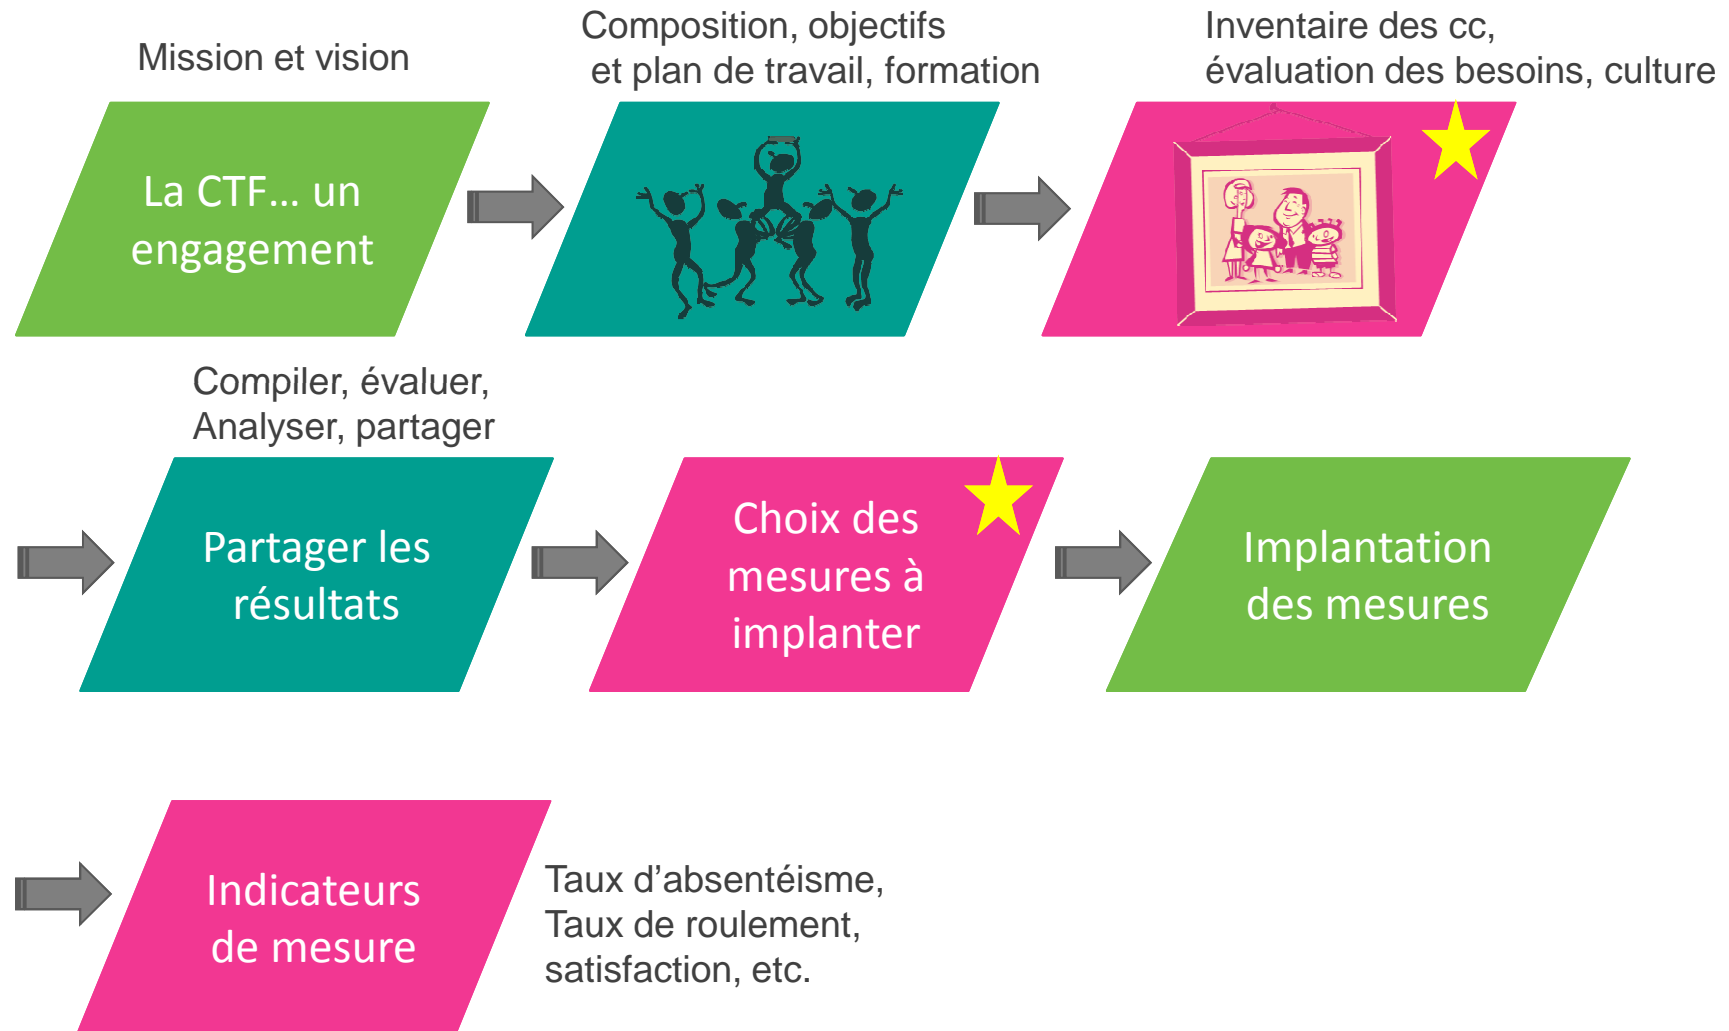 Mission et vision
La CTF... un
engagement
Composition, objectifs
et plan de travail, formation
Inventaire des cc,
évaluation des besoins, culture
Compiler, évaluer,
Analyser, partager
Partager les
résultats
Choix des
mesures à
implanter
Implantation
des mesures
Indicateurs
de mesure
Taux d’absentéisme,
Taux de roulement,
satisfaction, etc.